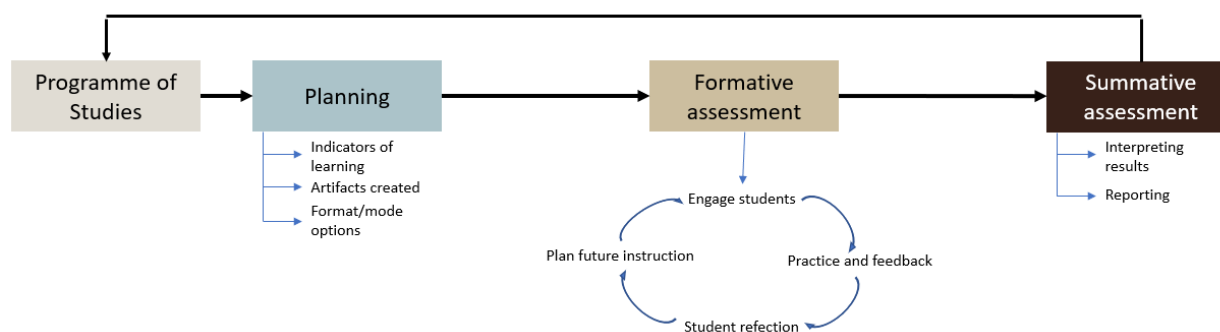 Programme of
Studies
Planning
Formative
assessment
Summative
assessment
Indicators of
learning
Artifacts created
Format/mode
options
Interpreting
results
Reporting
Engage students
Plan future instruction
Practice and feedback
Student refection